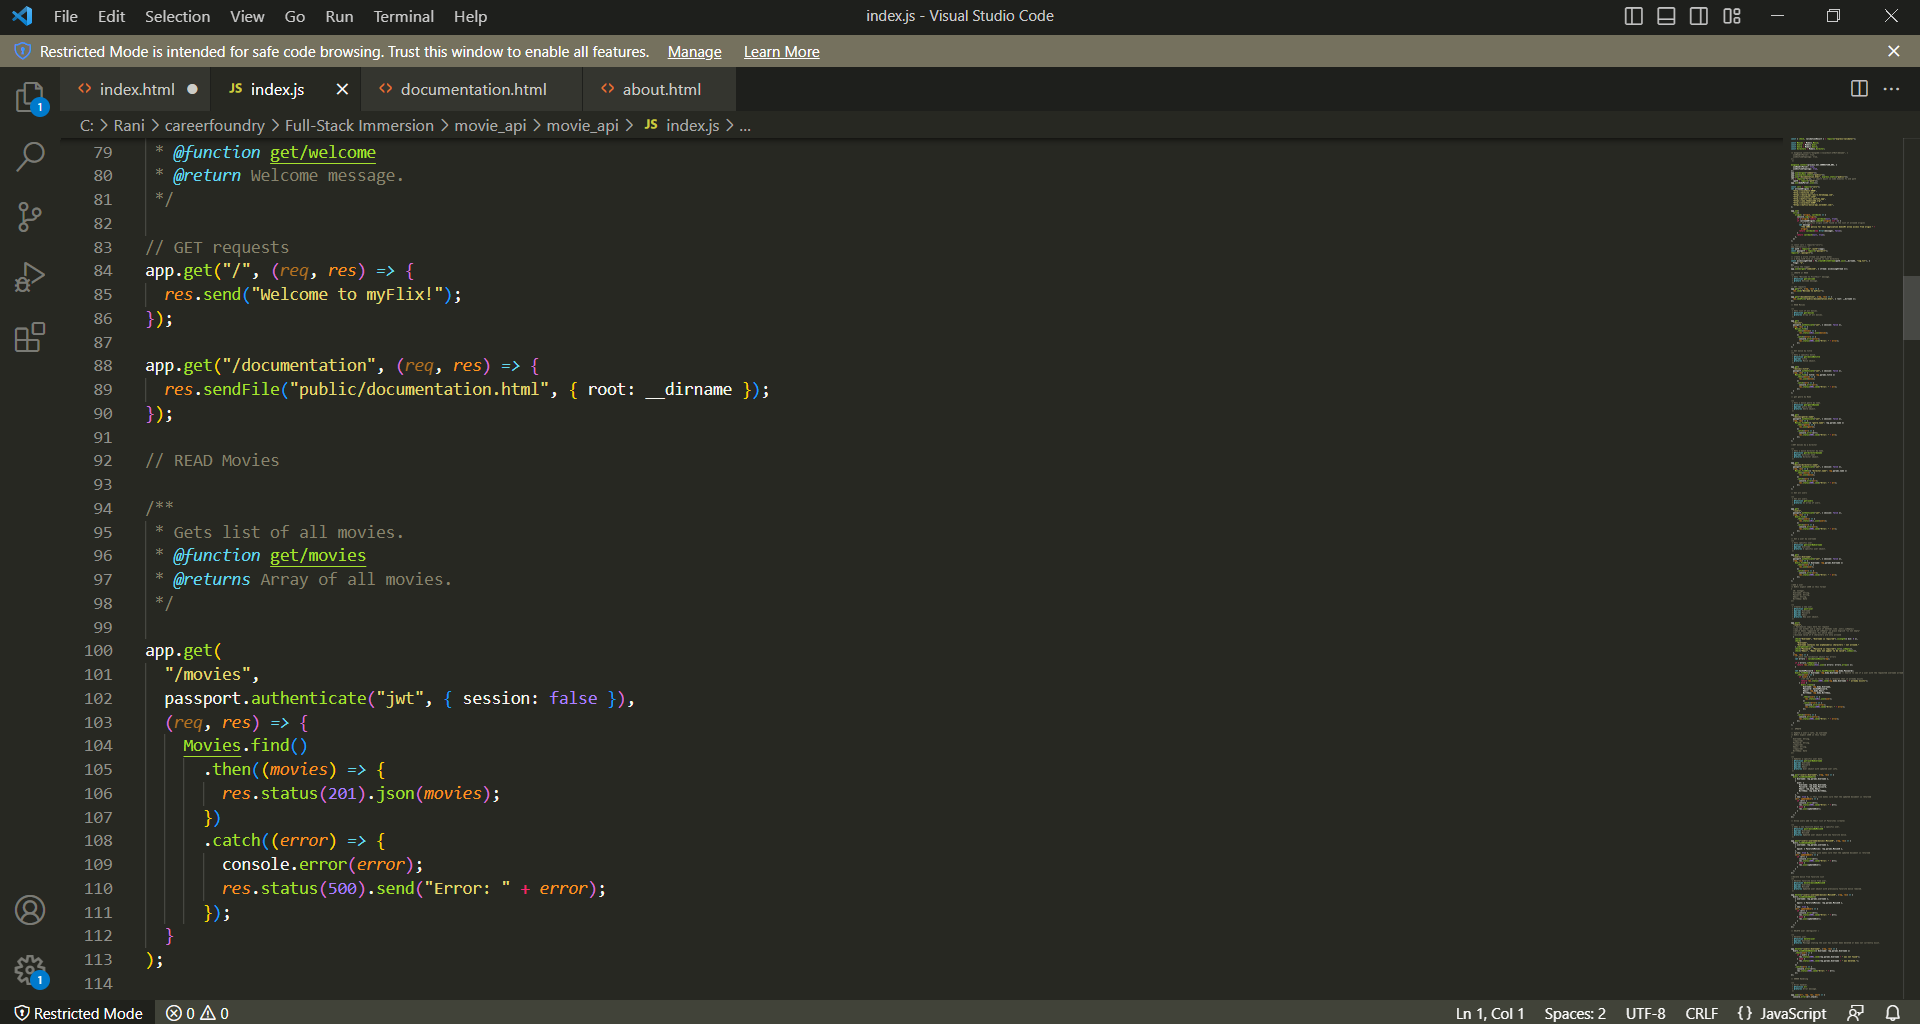 File Edit Selection View Go Run Terminal Help index.js - Visual Studio Code
Restricted Mode is intended for safe code browsing. Trust this window to enable all features. Manage Learn More
<> index.html ● JS index.js × <> documentation.html <> about.html
C: > Rani > careerfoundry > Full-Stack Immersion > movie_api > movie_api > JS index.js > ...
79 * @function get/welcome
80 * @return Welcome message.
81 */
82
83 // GET requests
84 app.get("/", (req, res) => {
85 res.send("Welcome to myFlix!");
86 });
87
88 app.get("/documentation", (req, res) => {
89 res.sendFile("public/documentation.html", { root: __dirname });
90 });
91
92 // READ Movies
93
94 /**
95 * Gets list of all movies.
96 * @function get/movies
97 * @returns Array of all movies.
98 */
99
100 app.get(
101 "/movies",
102 passport.authenticate("jwt", { session: false }),
103 (req, res) => {
104 Movies.find()
105 .then((movies) => {
106 res.status(201).json(movies);
107 })
108 .catch((error) => {
109 console.error(error);
110 res.status(500).send("Error: " + error);
111 });
112 }
113 );
114
1
1
Restricted Mode 0 0 Ln 1, Col 1 Spaces: 2 UTF-8 CRLF {} JavaScript